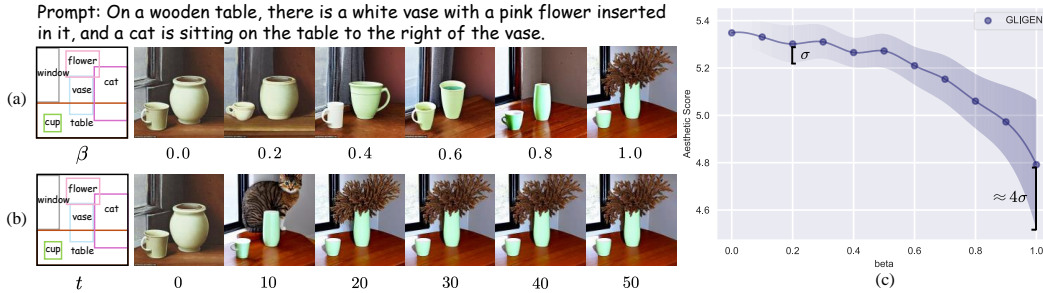 Prompt: On a wooden table, there is a white vase with a pink flower inserted
in it, and a cat is sitting on the table to the right of the vase.
(a)
window
flower
cat
vase
cup
table
β
0.0
0.2
0.4
0.6
0.8
1.0
(b)
window
flower
cat
vase
cup
table
t
0
10
20
30
40
50
GLIGEN
Aesthetic Score
5.4
5.2
5.0
4.8
4.6
σ
≈ 4σ
0.0
0.2
0.4
0.6
0.8
1.0
beta
(c)